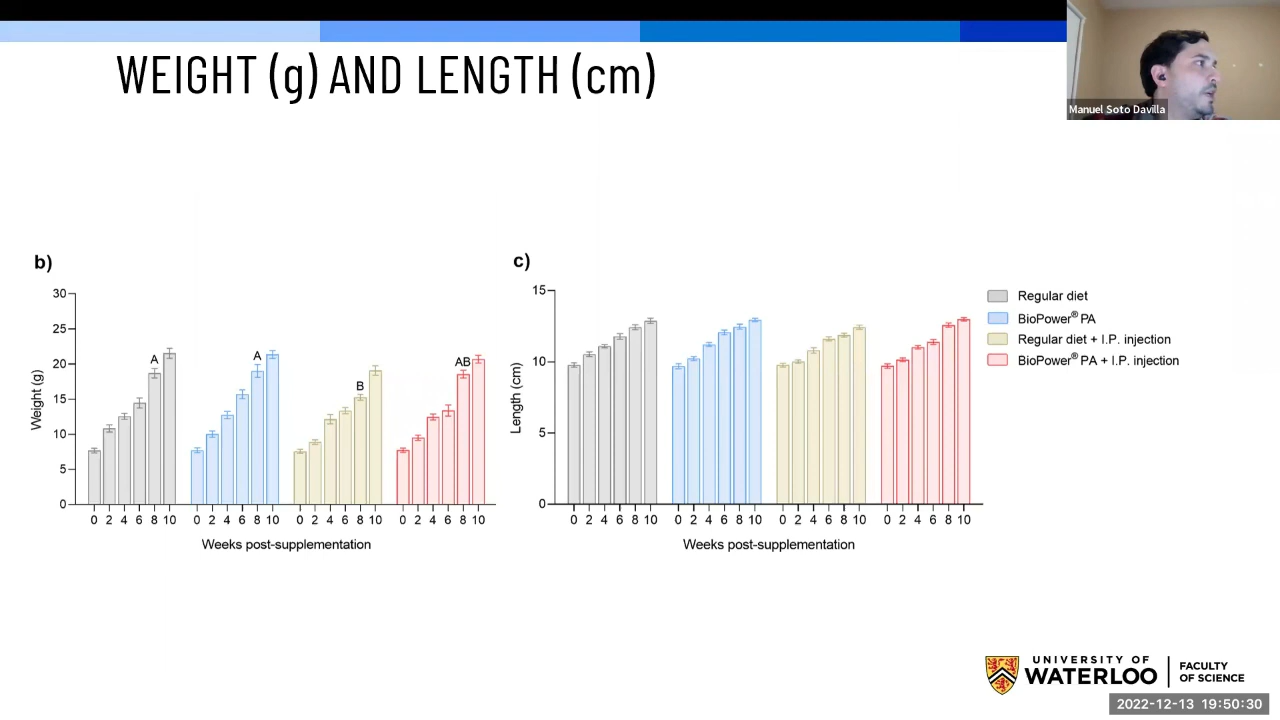 WEIGHT (g) AND LENGTH (cm)
Manuel Soto Davilla
b)
30
25
20
15
10
5
0
Weight (g)
A
A
B
AB
0 2 4 6 8 10 0 2 4 6 8 10 0 2 4 6 8 10 0 2 4 6 8 10
Weeks post-supplementation
c)
15
10
5
0
Length (cm)
0 2 4 6 8 10 0 2 4 6 8 10 0 2 4 6 8 10 0 2 4 6 8 10
Weeks post-supplementation
Regular diet
BioPower® PA
Regular diet + I.P. injection
BioPower® PA + I.P. injection
UNIVERSITY OF
WATERLOO
FACULTY
OF SCIENCE
2022-12-13 19:50:30